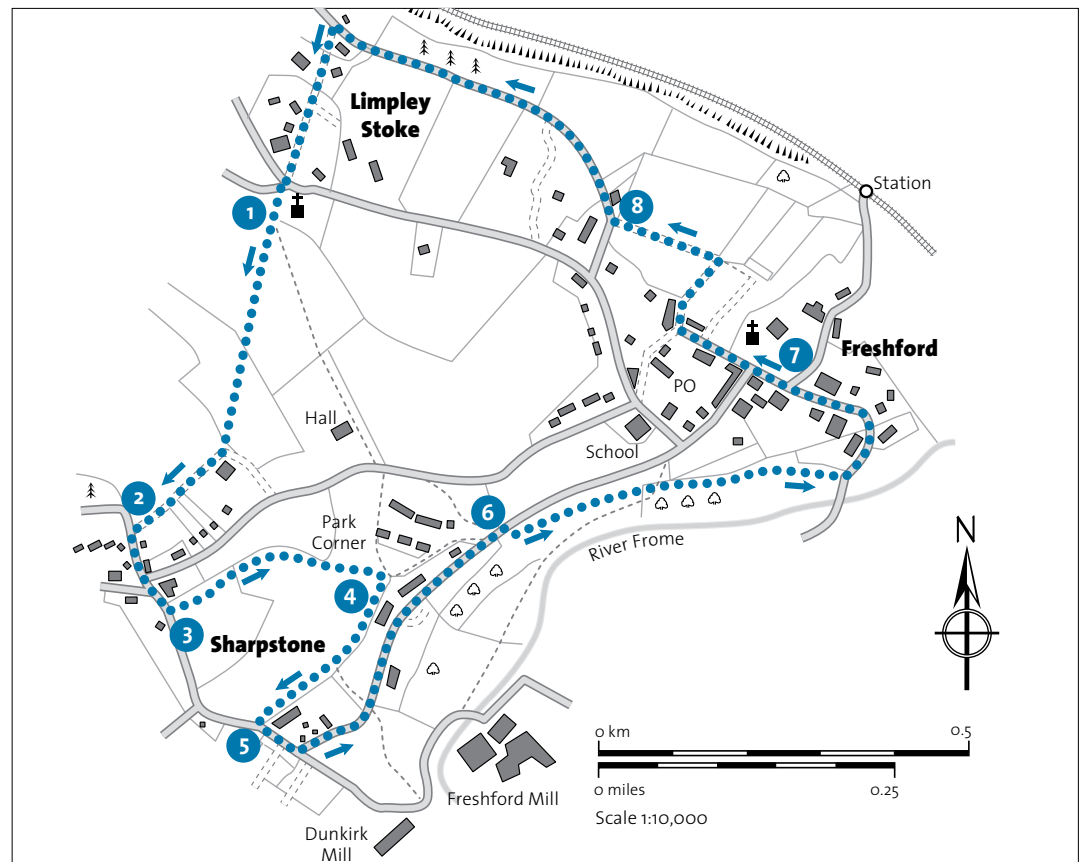 Limpley
Stoke
Station
1
8
7
Freshford
PO
Hall
School
2
6
Park
Corner
River Frome
N
4
3
Sharpstone
5
0 km
0.5
0 miles
0.25
Scale 1:10,000
Freshford Mill
Dunkirk
Mill